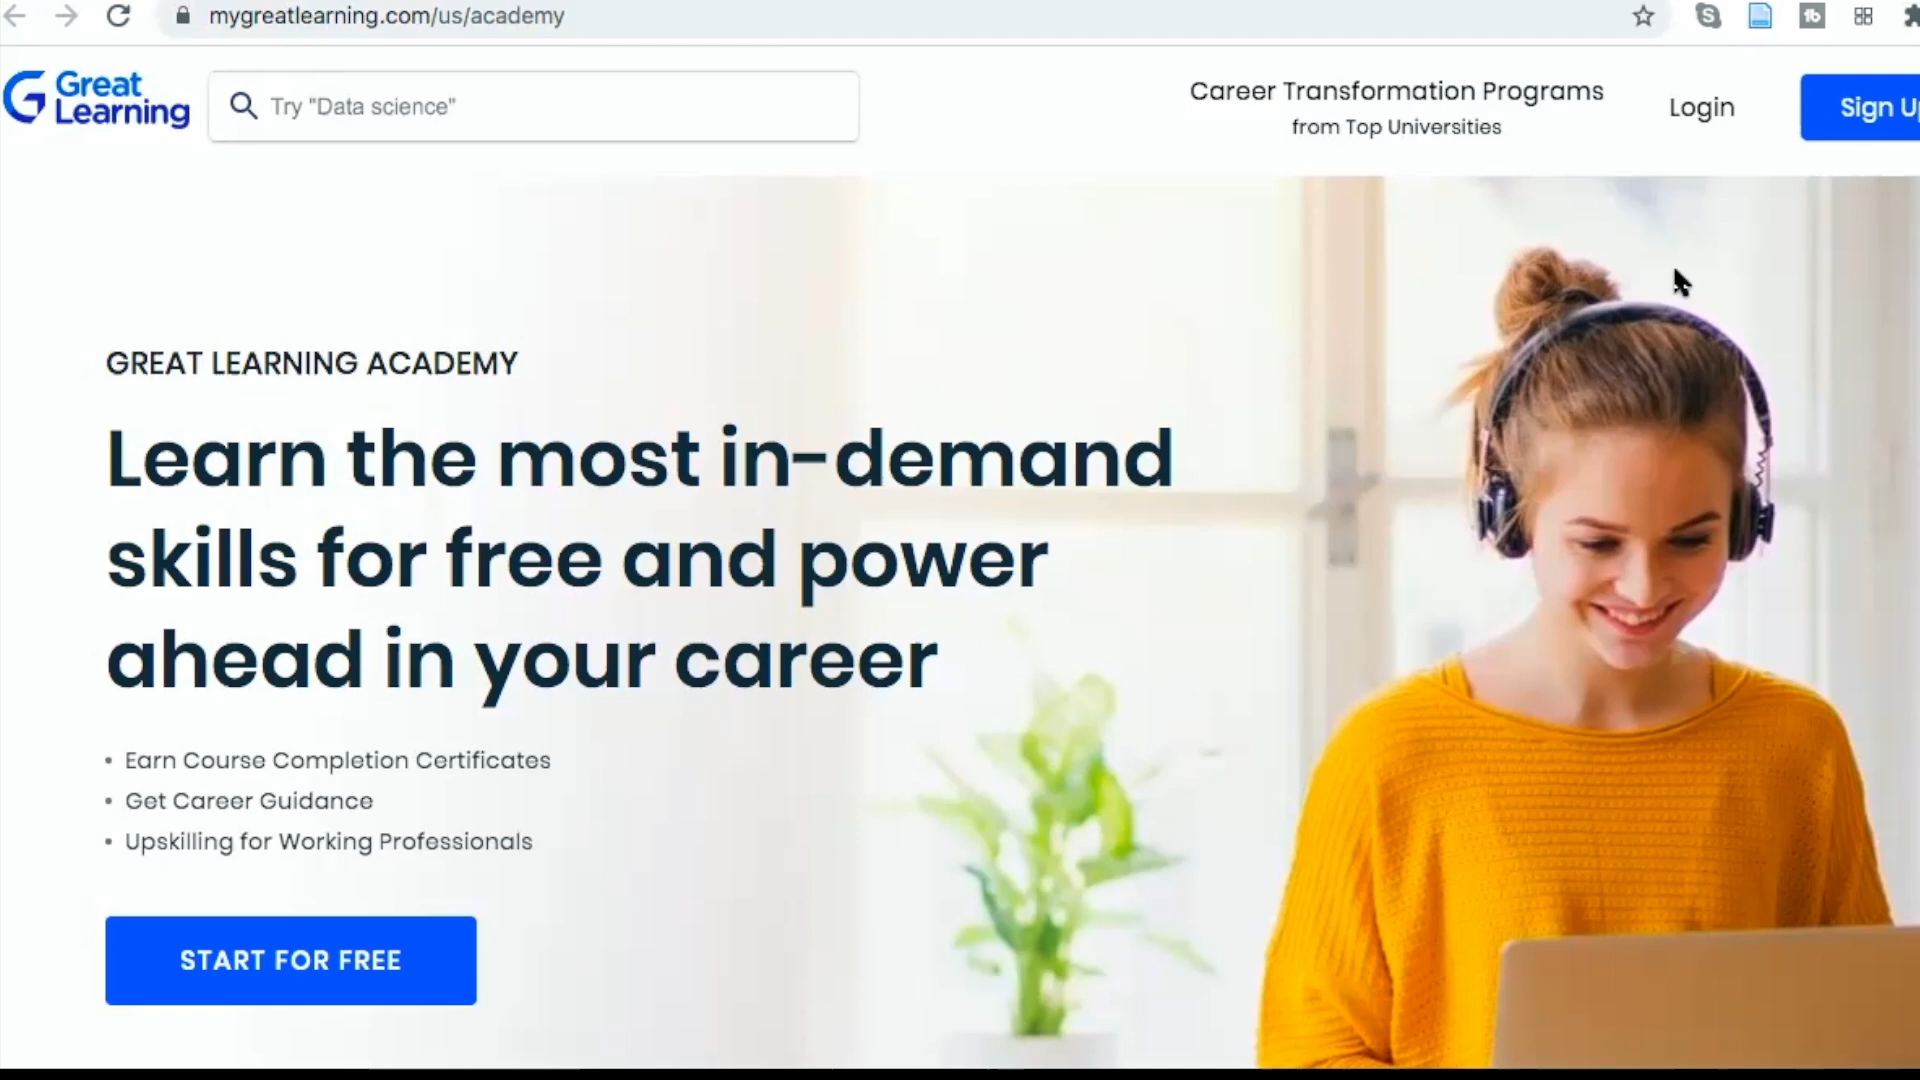 mygreatlearning.com/us/academy
Great
Learning
Try "Data science"
Career Transformation Programs
from Top Universities
Login
Sign
GREAT LEARNING ACADEMY
Learn the most in-demand
skills for free and power
ahead in your career
• Earn Course Completion Certificates
• Get Career Guidance
• Upskilling for Working Professionals
START FOR FREE